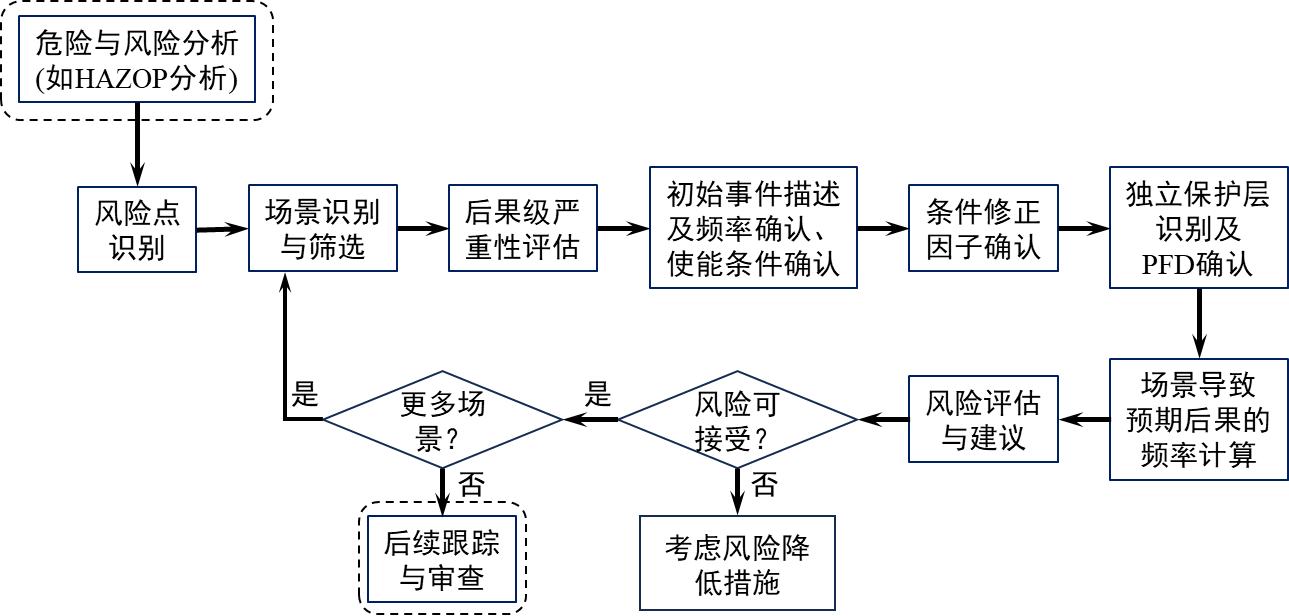 危险与风险分析
(如HAZOP分析)
风险点
识别
场景识别
与筛选
后果级严
重性评估
初始事件描述
及频率确认、
使能条件确认
条件修正
因子确认
独立保护层
识别及
PFD确认
场景导致
预期后果的
频率计算
风险评估
与建议
风险可
接受？
是
否
考虑风险降
低措施
更多场
景？
是
否
后续跟踪
与审查